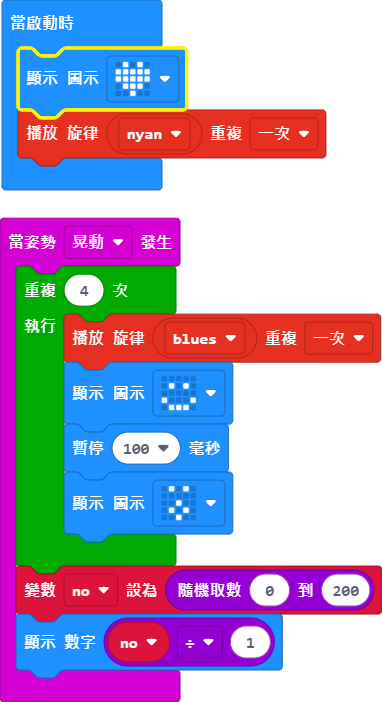 當啟動時
顯示 圖示
播放 旋律 nyan 重複 一次
當姿勢 晃動 發生
重複 4 次
執行
播放 旋律 blues 重複 一次
顯示 圖示
暫停 100 毫秒
顯示 圖示
變數 no 設為 隨機取數 0 到 200
顯示 數字 no ÷ 1